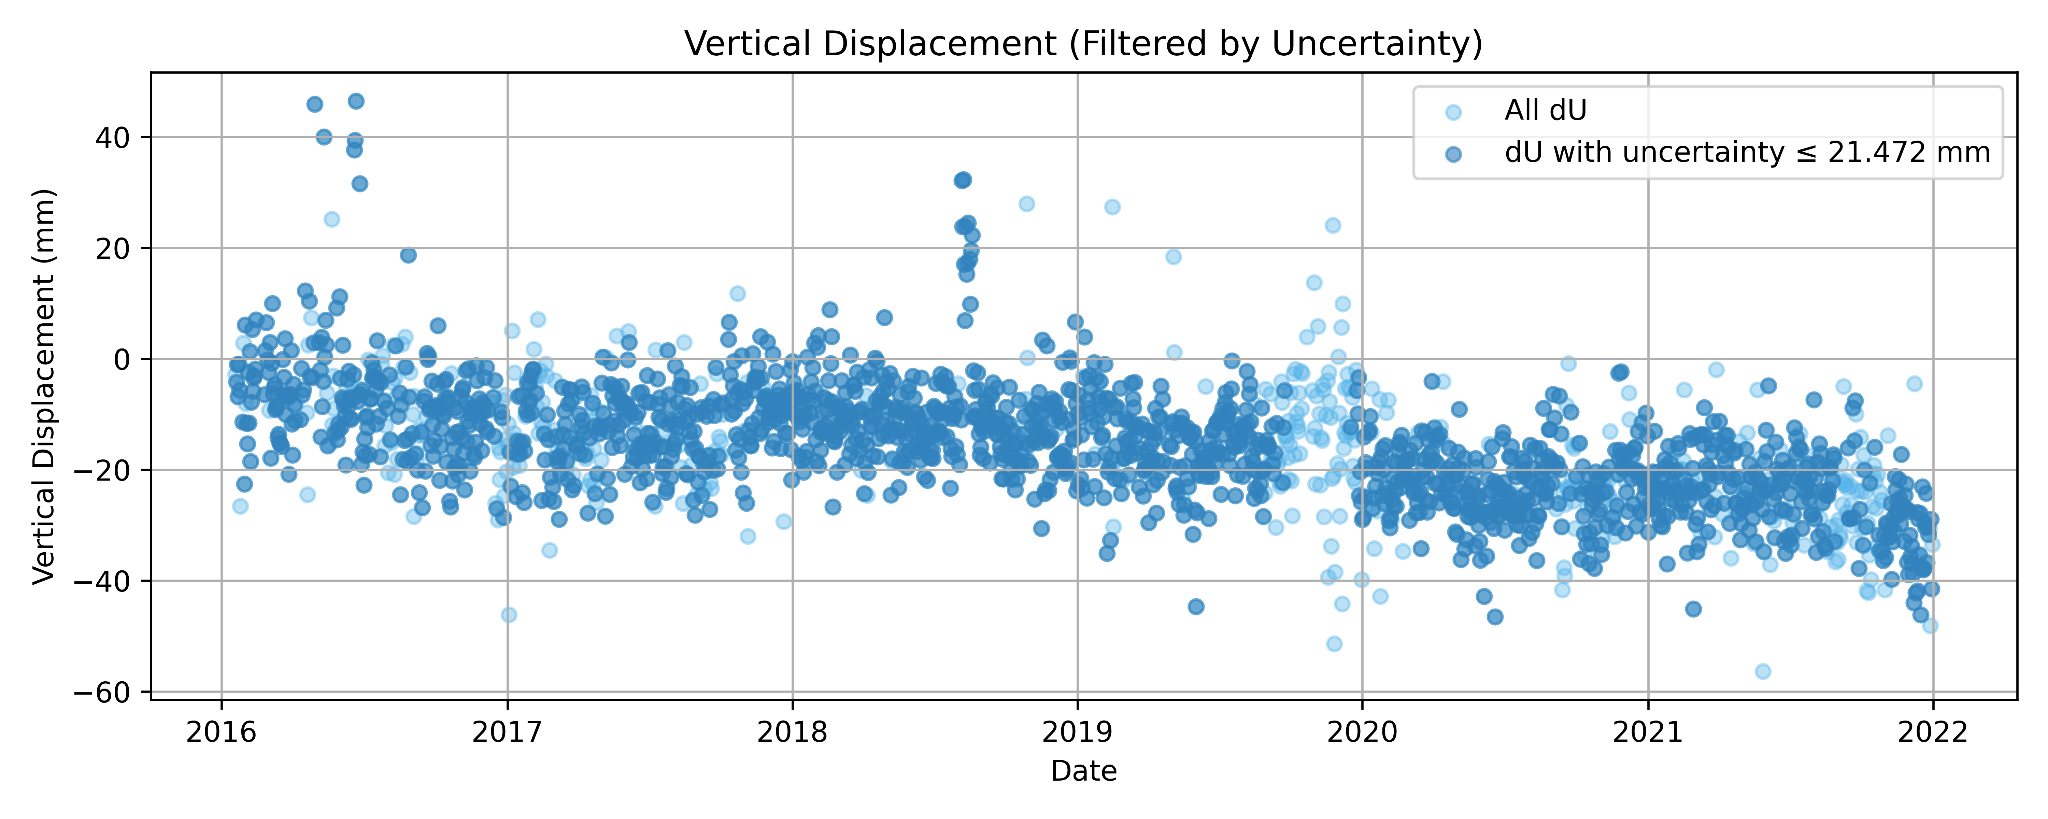 Vertical Displacement (Filtered by Uncertainty)
All dU
dU with uncertainty ≤ 21.472 mm
Vertical Displacement (mm)
40
20
0
−20
−40
−60
2016 2017 2018 2019 2020 2021 2022
Date